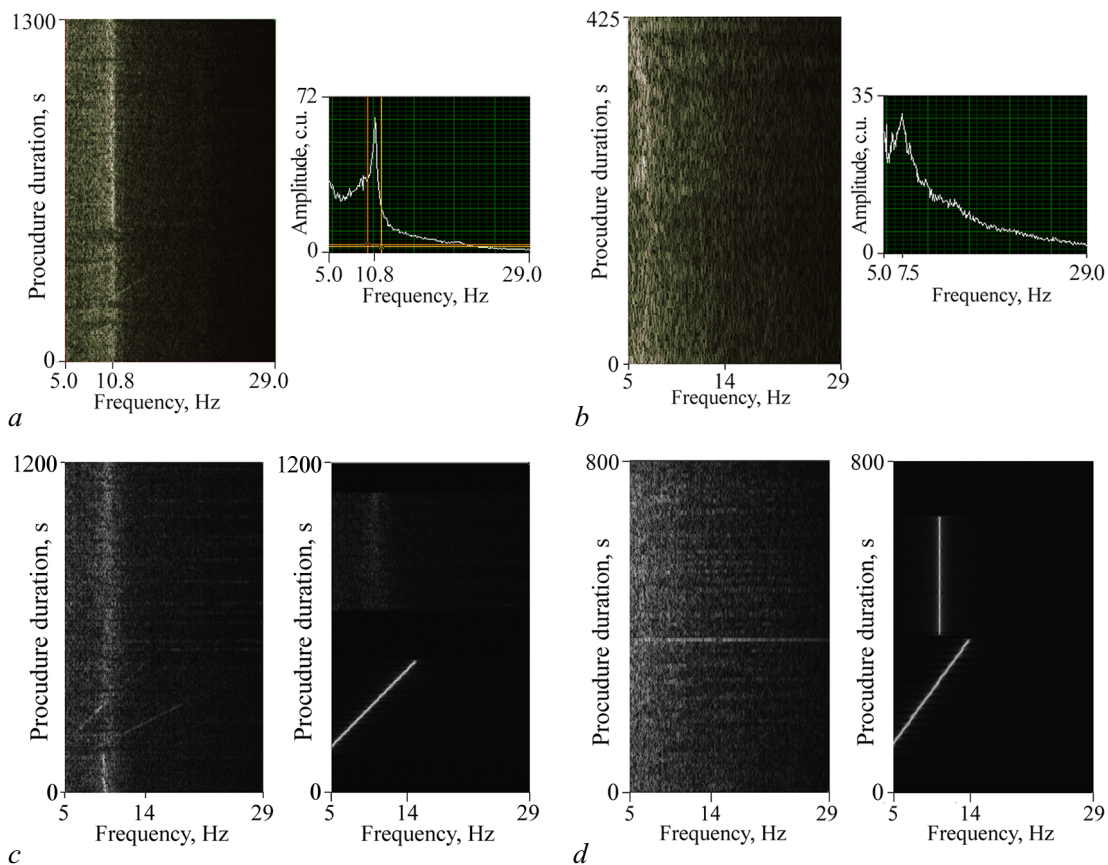 1300
Procudure duration, s
0
5.0 10.8 29.0
Frequency, Hz
72
Amplitude, c.u.
0
5.0 10.8 29.0
Frequency, Hz
a
425
Procudure duration, s
0
5 14 29
Frequency, Hz
35
Amplitude, c.u.
0
5.0 7.5 29.0
Frequency, Hz
b
1200
Procudure duration, s
0
5 14 29
Frequency, Hz
1200
Procudure duration, s
0
5 14 29
Frequency, Hz
c
800
Procudure duration, s
0
5 14 29
Frequency, Hz
800
Procudure duration, s
0
5 14 29
Frequency, Hz
d